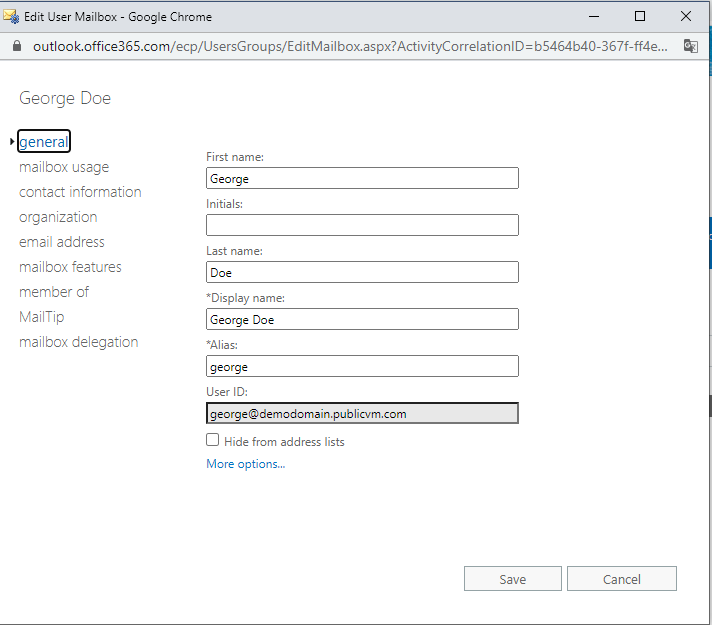 Edit User Mailbox - Google Chrome
outlook.office365.com/ecp/UsersGroups/EditMailbox.aspx?ActivityCorrelationID=b5464b40-367f-ff4e...
George Doe
general
mailbox usage
contact information
organization
email address
mailbox features
member of
MailTip
mailbox delegation
First name:
George
Initials:
Last name:
Doe
*Display name:
George Doe
*Alias:
george
User ID:
george@demodomain.publicvm.com
Hide from address lists
More options...
Save
Cancel